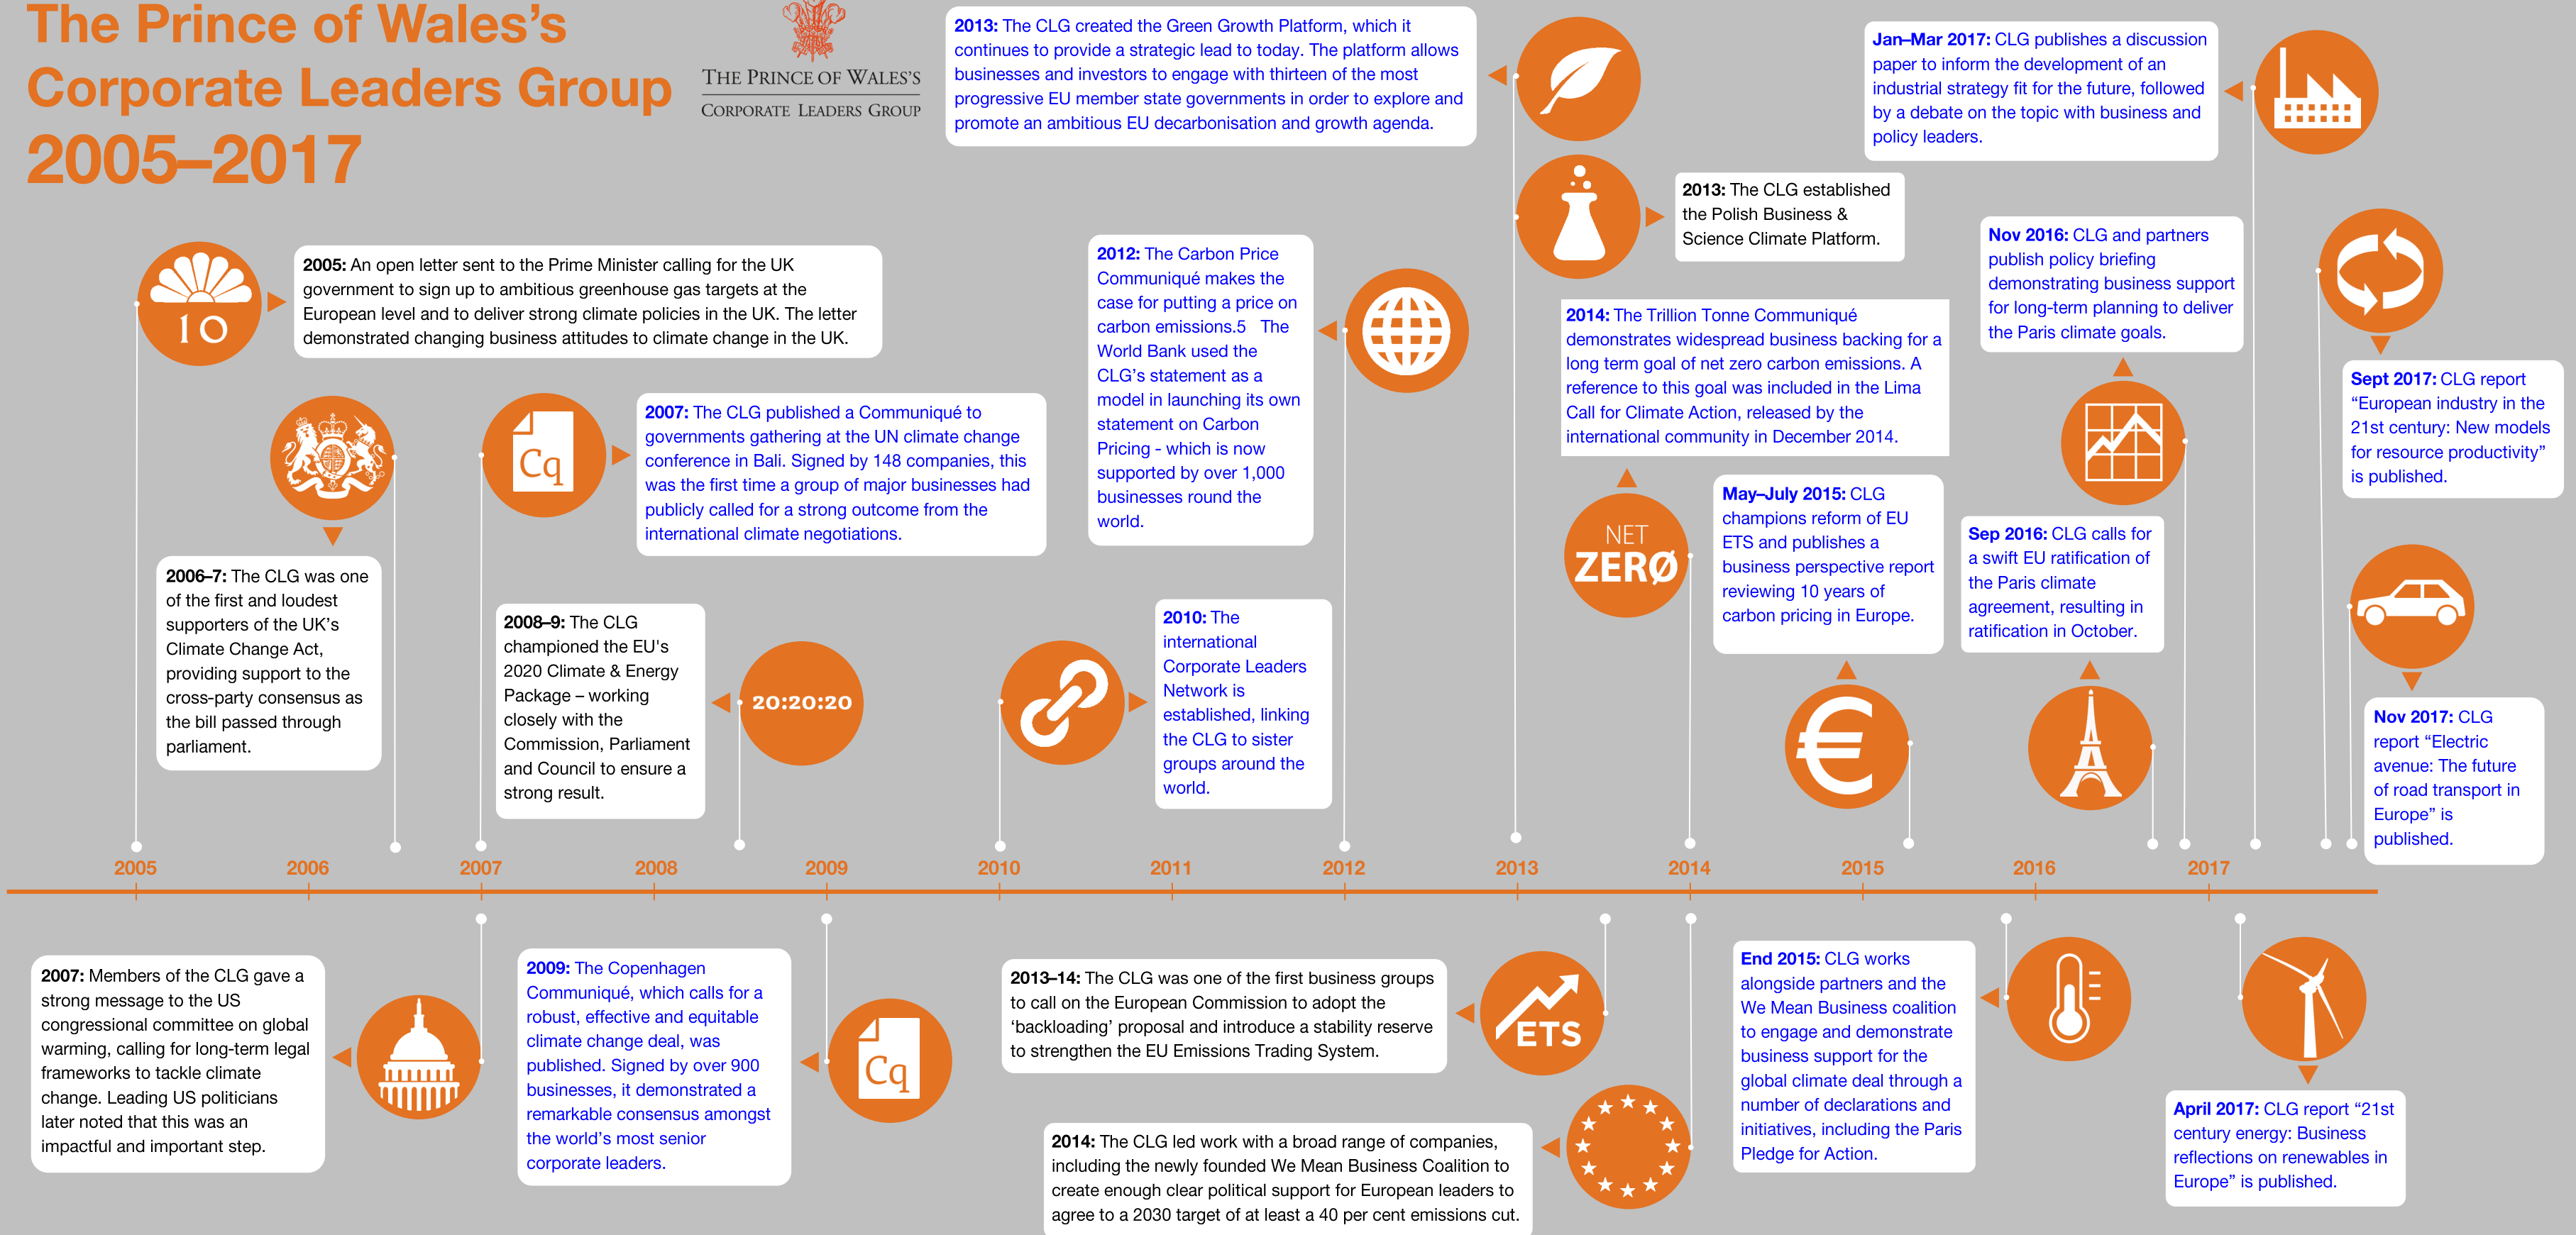 The Prince of Wales’s
Corporate Leaders Group
2005–2017
THE PRINCE OF WALES’S
CORPORATE LEADERS GROUP
2013: The CLG created the Green Growth Platform, which it
continues to provide a strategic lead to today. The platform allows
businesses and investors to engage with thirteen of the most
progressive EU member state governments in order to explore and
promote an ambitious EU decarbonisation and growth agenda.
Jan–Mar 2017: CLG publishes a discussion
paper to inform the development of an
industrial strategy fit for the future, followed
by a debate on the topic with business and
policy leaders.
2013: The CLG established
the Polish Business &
Science Climate Platform.
10
2005: An open letter sent to the Prime Minister calling for the UK
government to sign up to ambitious greenhouse gas targets at the
European level and to deliver strong climate policies in the UK. The letter
demonstrated changing business attitudes to climate change in the UK.
2012: The Carbon Price
Communiqué makes the
case for putting a price on
carbon emissions.5 The
World Bank used the
CLG’s statement as a
model in launching its own
statement on Carbon
Pricing - which is now
supported by over 1,000
businesses round the
world.
Nov 2016: CLG and partners
publish policy briefing
demonstrating business support
for long-term planning to deliver
the Paris climate goals.
2014: The Trillion Tonne Communiqué
demonstrates widespread business backing for a
long term goal of net zero carbon emissions. A
reference to this goal was included in the Lima
Call for Climate Action, released by the
international community in December 2014.
Sept 2017: CLG report
“European industry in the
21st century: New models
for resource productivity”
is published.
Cq
2007: The CLG published a Communiqué to
governments gathering at the UN climate change
conference in Bali. Signed by 148 companies, this
was the first time a group of major businesses had
publicly called for a strong outcome from the
international climate negotiations.
NET
ZERØ
May–July 2015: CLG
champions reform of EU
ETS and publishes a
business perspective report
reviewing 10 years of
carbon pricing in Europe.
Sep 2016: CLG calls for
a swift EU ratification of
the Paris climate
agreement, resulting in
ratification in October.
2006–7: The CLG was one
of the first and loudest
supporters of the UK’s
Climate Change Act,
providing support to the
cross-party consensus as
the bill passed through
parliament.
2008–9: The CLG
championed the EU's
2020 Climate & Energy
Package – working
closely with the
Commission, Parliament
and Council to ensure a
strong result.
20:20:20
2010: The
international
Corporate Leaders
Network is
established, linking
the CLG to sister
groups around the
world.
€
Nov 2017: CLG
report “Electric
avenue: The future
of road transport in
Europe” is
published.
2005 2006 2007 2008 2009 2010 2011 2012 2013 2014 2015 2016 2017
2007: Members of the CLG gave a
strong message to the US
congressional committee on global
warming, calling for long-term legal
frameworks to tackle climate
change. Leading US politicians
later noted that this was an
impactful and important step.
2009: The Copenhagen
Communiqué, which calls for a
robust, effective and equitable
climate change deal, was
published. Signed by over 900
businesses, it demonstrated a
remarkable consensus amongst
the world’s most senior
corporate leaders.
Cq
2013–14: The CLG was one of the first business groups
to call on the European Commission to adopt the
‘backloading’ proposal and introduce a stability reserve
to strengthen the EU Emissions Trading System.
ETS
2014: The CLG led work with a broad range of companies,
including the newly founded We Mean Business Coalition to
create enough clear political support for European leaders to
agree to a 2030 target of at least a 40 per cent emissions cut.
End 2015: CLG works
alongside partners and the
We Mean Business coalition
to engage and demonstrate
business support for the
global climate deal through a
number of declarations and
initiatives, including the Paris
Pledge for Action.
April 2017: CLG report “21st
century energy: Business
reflections on renewables in
Europe” is published.